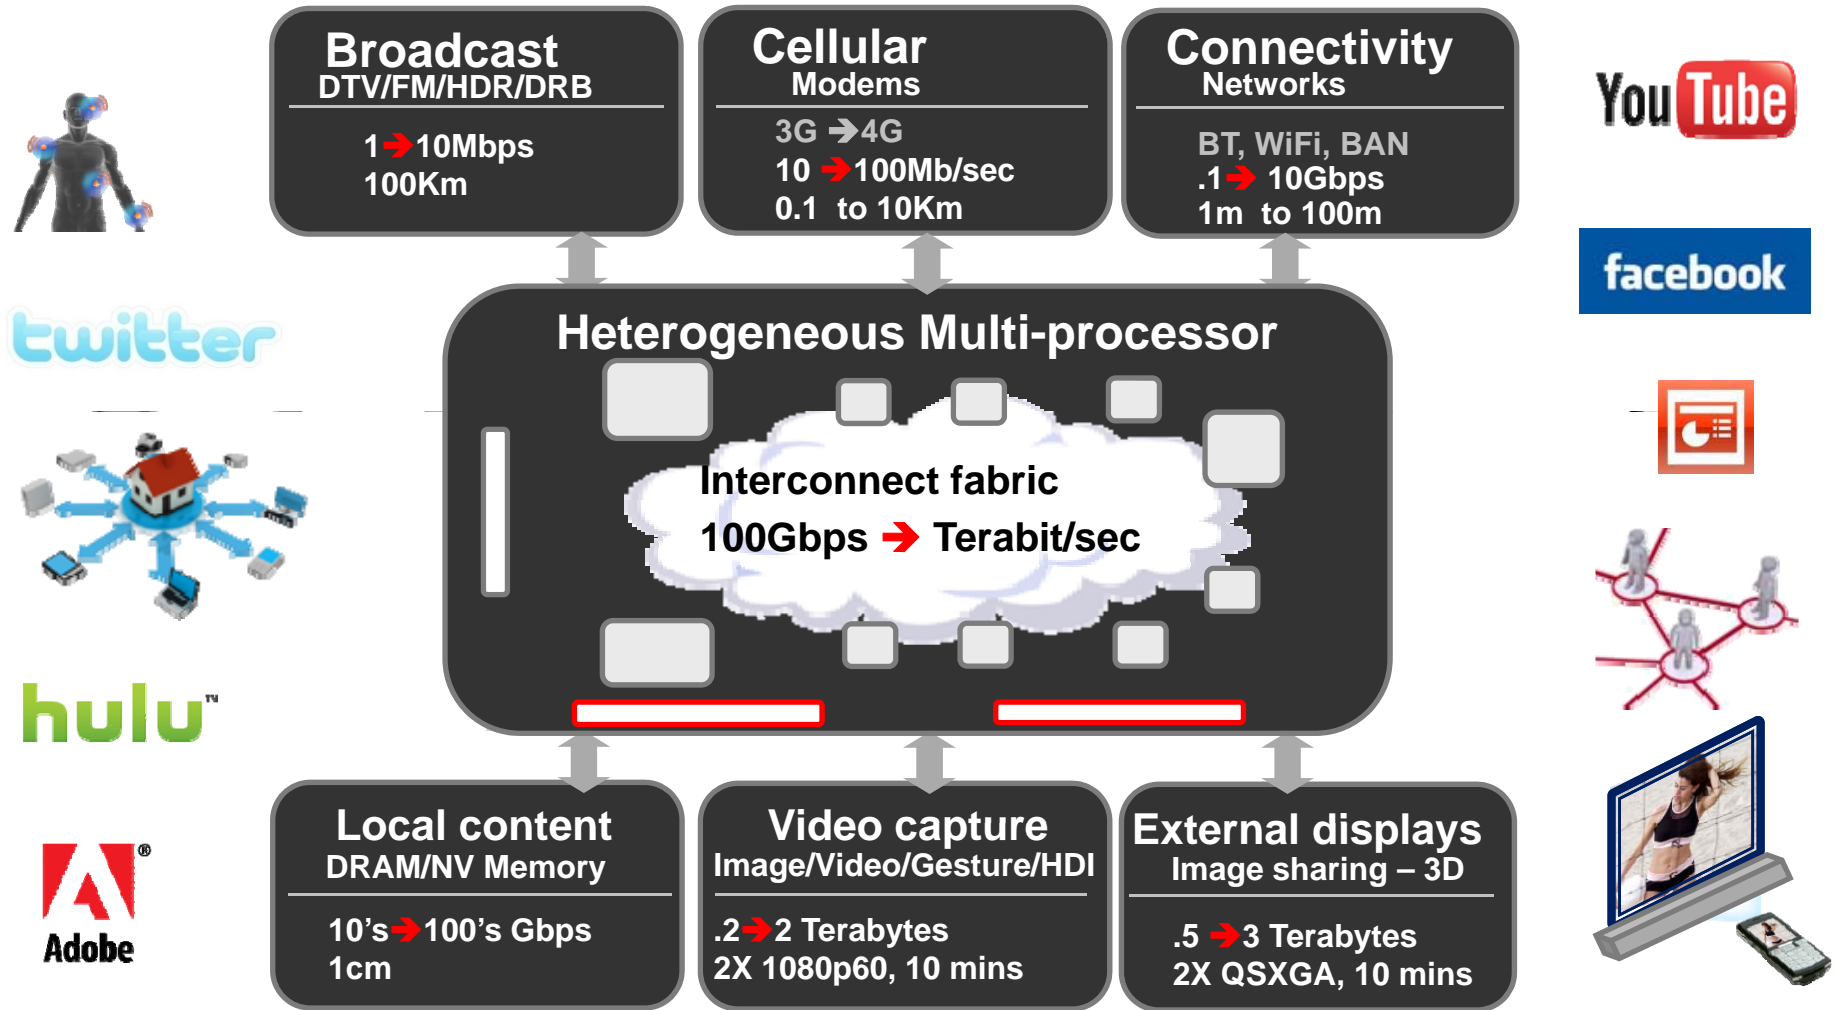 Broadcast
DTV/FM/HDR/DRB
1➔10Mbps
100Km
Cellular
Modems
3G ➔4G
10 ➔100Mb/sec
0.1 to 10Km
Connectivity
Networks
BT, WiFi, BAN
.1➔ 10Gbps
1m to 100m
You Tube
twitter
facebook
Heterogeneous Multi-processor
Interconnect fabric
100Gbps ➔ Terabit/sec
hulu™
Adobe®
Local content
DRAM/NV Memory
10’s➔100’s Gbps
1cm
Video capture
Image/Video/Gesture/HDI
.2➔2 Terabytes
2X 1080p60, 10 mins
External displays
Image sharing – 3D
.5 ➔3 Terabytes
2X QSXGA, 10 mins